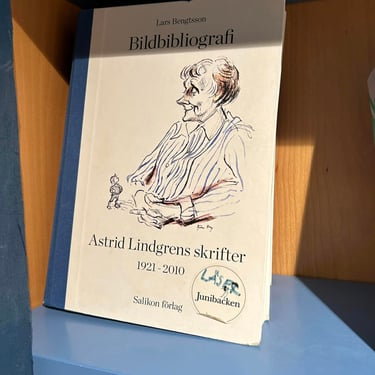 Lars Bengtsson
Bildbibliografi
Astrid Lindgrens skrifter
1921 - 2010
Salikon förlag
LÄSEX.
Junibacken